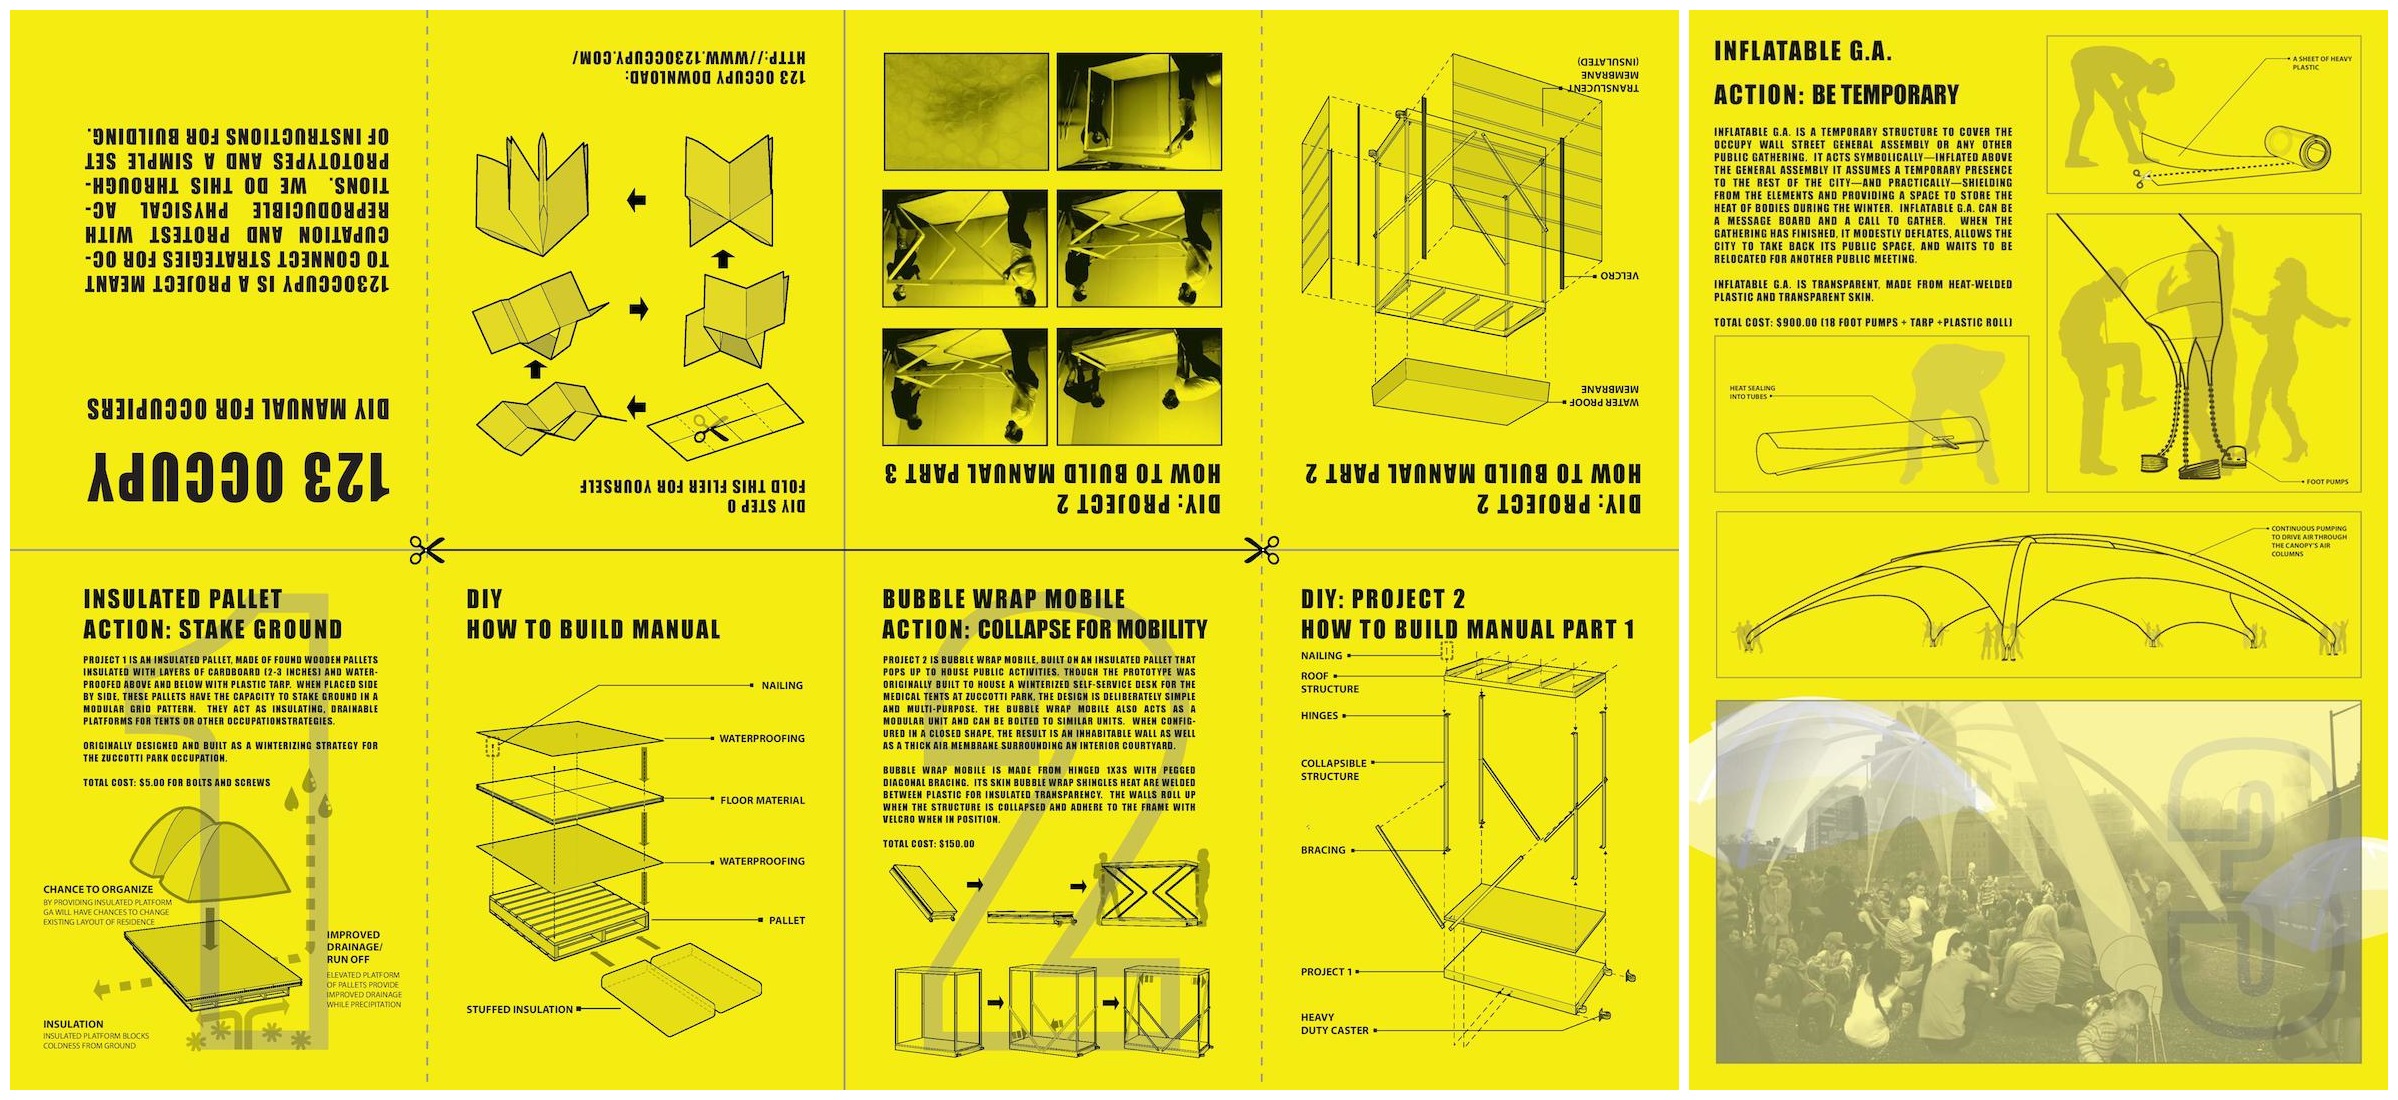 123 OCCUPY
DIY MANUAL FOR OCCUPIERS
123OCCUPY IS A PROJECT MEANT
TO CONNECT STRATEGIES FOR OC-
CUPATION AND PROTEST WITH
REPRODUCIBLE PHYSICAL AC-
TIONS. WE DO THIS THROUGH
PROTOTYPES AND A SIMPLE SET
OF INSTRUCTIONS FOR BUILDING.
DIY STEP 0
FOLD THIS FLIER FOR YOURSELF
123 OCCUPY DOWNLOAD:
HTTP://WWW.123OCCUPY.COM/
DIY: PROJECT 2
HOW TO BUILD MANUAL PART 3
DIY: PROJECT 2
HOW TO BUILD MANUAL PART 2
WATER PROOF
MEMBRANE
VELCRO
TRANSLUCENT
MEMBRANE
(INSULATED)
INSULATED PALLET
ACTION: STAKE GROUND
PROJECT 1 IS AN INSULATED PALLET, MADE OF FOUND WOODEN PALLETS
INSULATED WITH LAYERS OF CARDBOARD (2-3 INCHES) AND WATER-
PROOFED ABOVE AND BELOW WITH PLASTIC TARP. WHEN PLACED SIDE
BY SIDE, THESE PALLETS HAVE THE CAPACITY TO STAKE GROUND IN A
MODULAR GRID PATTERN. THEY ACT AS INSULATING, DRAINABLE
PLATFORMS FOR TENTS OR OTHER OCCUPATIONSTRATEGIES.
ORIGINALLY DESIGNED AND BUILT AS A WINTERIZING STRATEGY FOR
THE ZUCCOTTI PARK OCCUPATION.
TOTAL COST: $5.00 FOR BOLTS AND SCREWS
1
CHANCE TO ORGANIZE
BY PROVIDING INSULATED PLATFORM
GA WILL HAVE CHANCES TO CHANGE
EXISTING LAYOUT OF RESIDENCE
IMPROVED
DRAINAGE/
RUN OFF
ELEVATED PLATFORM
OF PALLETS PROVIDE
IMPROVED DRAINAGE
WHILE PRECIPITATION
INSULATION
INSULATED PLATFORM BLOCKS
COLDNESS FROM GROUND
DIY
HOW TO BUILD MANUAL
NAILING
WATERPROOFING
FLOOR MATERIAL
WATERPROOFING
PALLET
STUFFED INSULATION
BUBBLE WRAP MOBILE
ACTION: COLLAPSE FOR MOBILITY
PROJECT 2 IS BUBBLE WRAP MOBILE, BUILT ON AN INSULATED PALLET THAT
POPS UP TO HOUSE PUBLIC ACTIVITIES. THOUGH THE PROTOTYPE WAS
ORIGINALLY BUILT TO HOUSE A WINTERIZED SELF-SERVICE DESK FOR THE
MEDICAL TENTS AT ZUCCOTTI PARK, THE DESIGN IS DELIBERATELY SIMPLE
AND MULTI-PURPOSE. THE BUBBLE WRAP MOBILE ALSO ACTS AS A
MODULAR UNIT AND CAN BE BOLTED TO SIMILAR UNITS. WHEN CONFIG-
URED IN A CLOSED SHAPE, THE RESULT IS AN INHABITABLE WALL AS WELL
AS A THICK AIR MEMBRANE SURROUNDING AN INTERIOR COURTYARD.
BUBBLE WRAP MOBILE IS MADE FROM HINGED 1X3S WITH PEGGED
DIAGONAL BRACING. ITS SKIN BUBBLE WRAP SHINGLES HEAT ARE WELDED
BETWEEN PLASTIC FOR INSULATED TRANSPARENCY. THE WALLS ROLL UP
WHEN THE STRUCTURE IS COLLAPSED AND ADHERE TO THE FRAME WITH
VELCRO WHEN IN POSITION.
TOTAL COST: $150.00
2
DIY: PROJECT 2
HOW TO BUILD MANUAL PART 1
NAILING
ROOF
STRUCTURE
HINGES
COLLAPSIBLE
STRUCTURE
BRACING
PROJECT 1
HEAVY
DUTY CASTER
INFLATABLE G.A.
ACTION: BE TEMPORARY
INFLATABLE G.A. IS A TEMPORARY STRUCTURE TO COVER THE
OCCUPY WALL STREET GENERAL ASSEMBLY OR ANY OTHER
PUBLIC GATHERING. IT ACTS SYMBOLICALLY—INFLATED ABOVE
THE GENERAL ASSEMBLY IT ASSUMES A TEMPORARY PRESENCE
TO THE REST OF THE CITY—AND PRACTICALLY—SHIELDING
FROM THE ELEMENTS AND PROVIDING A SPACE TO STORE THE
HEAT OF BODIES DURING THE WINTER. INFLATABLE G.A. CAN BE
A MESSAGE BOARD AND A CALL TO GATHER. WHEN THE
GATHERING HAS FINISHED, IT MODESTLY DEFLATES, ALLOWS THE
CITY TO TAKE BACK ITS PUBLIC SPACE, AND WAITS TO BE
RELOCATED FOR ANOTHER PUBLIC MEETING.
INFLATABLE G.A. IS TRANSPARENT, MADE FROM HEAT-WELDED
PLASTIC AND TRANSPARENT SKIN.
TOTAL COST: $900.00 (18 FOOT PUMPS + TARP +PLASTIC ROLL)
A SHEET OF HEAVY
PLASTIC
HEAT SEALING
INTO TUBES
FOOT PUMPS
CONTINUOUS PUMPING
TO DRIVE AIR THROUGH
THE CANOPY'S AIR
COLUMNS
3